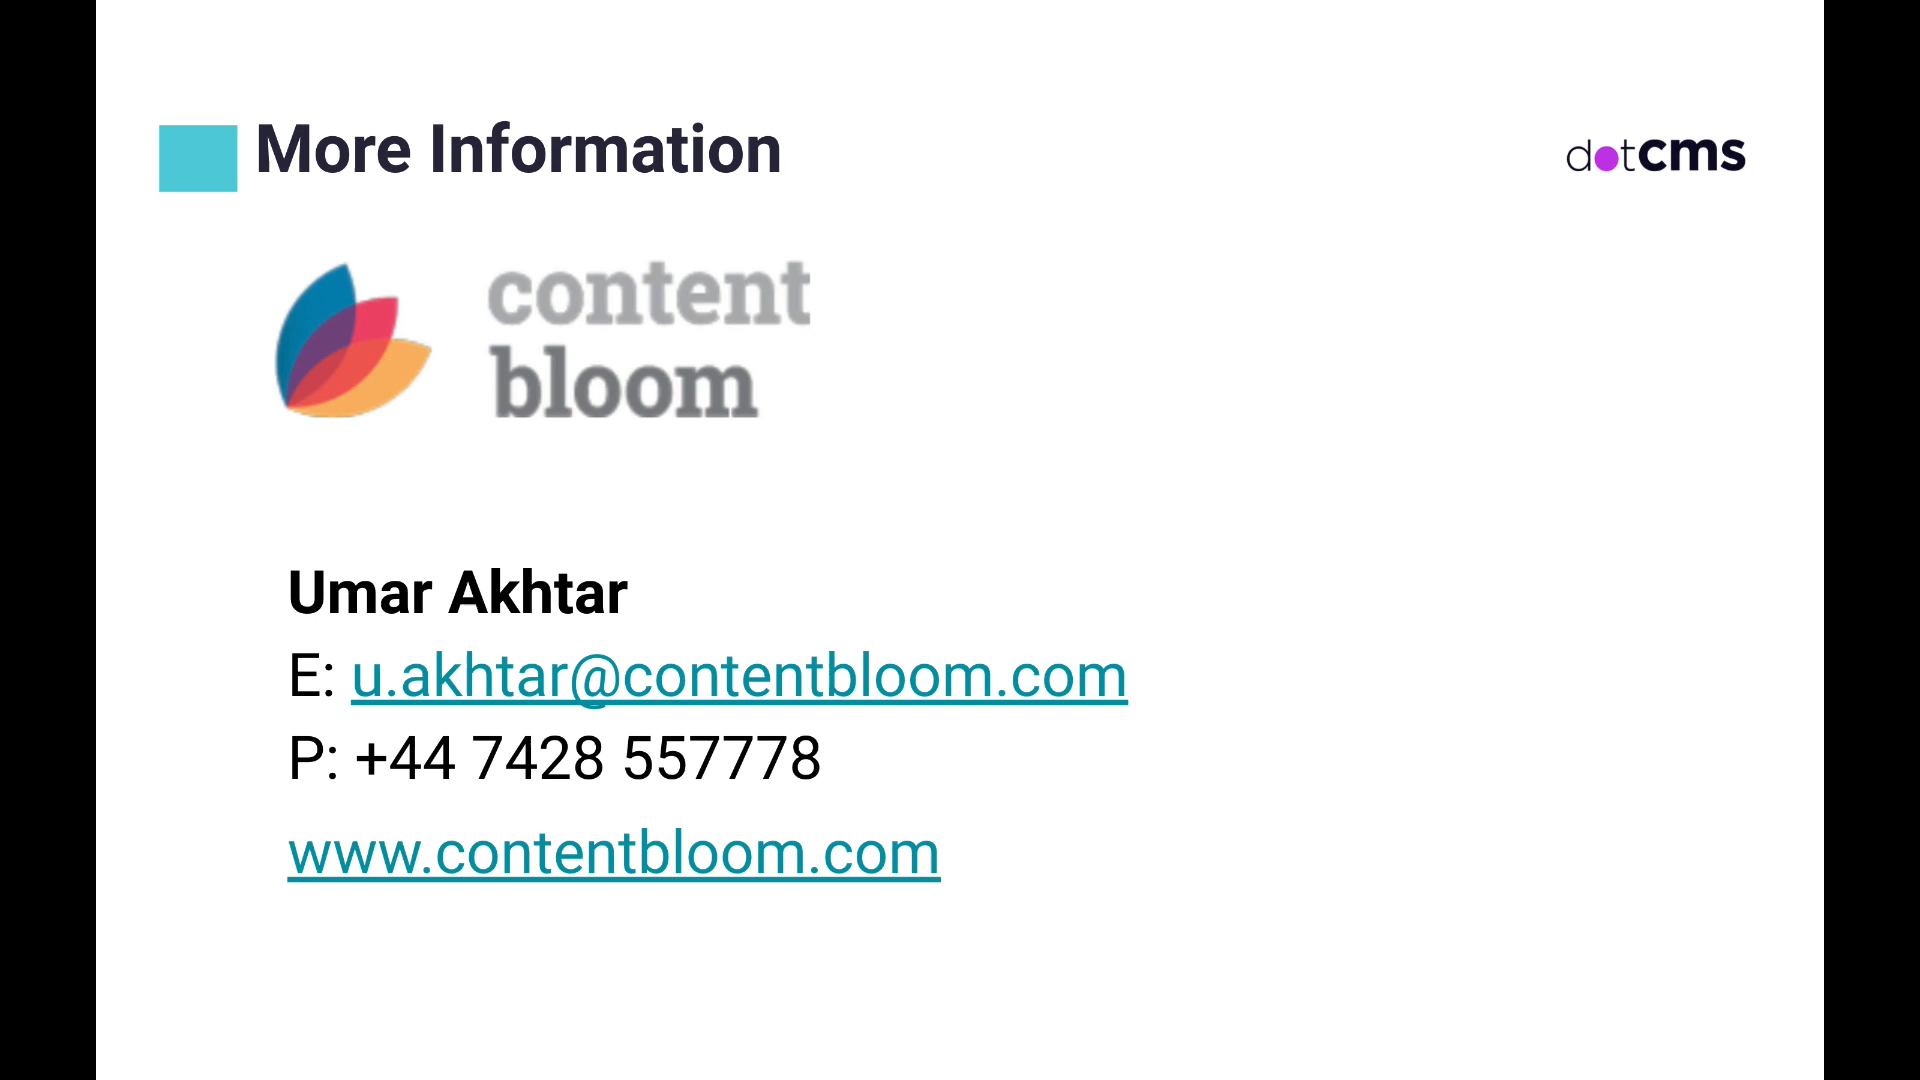 More Information
dotcms
content
bloom
Umar Akhtar
E: u.akhtar@contentbloom.com
P: +44 7428 557778
www.contentbloom.com